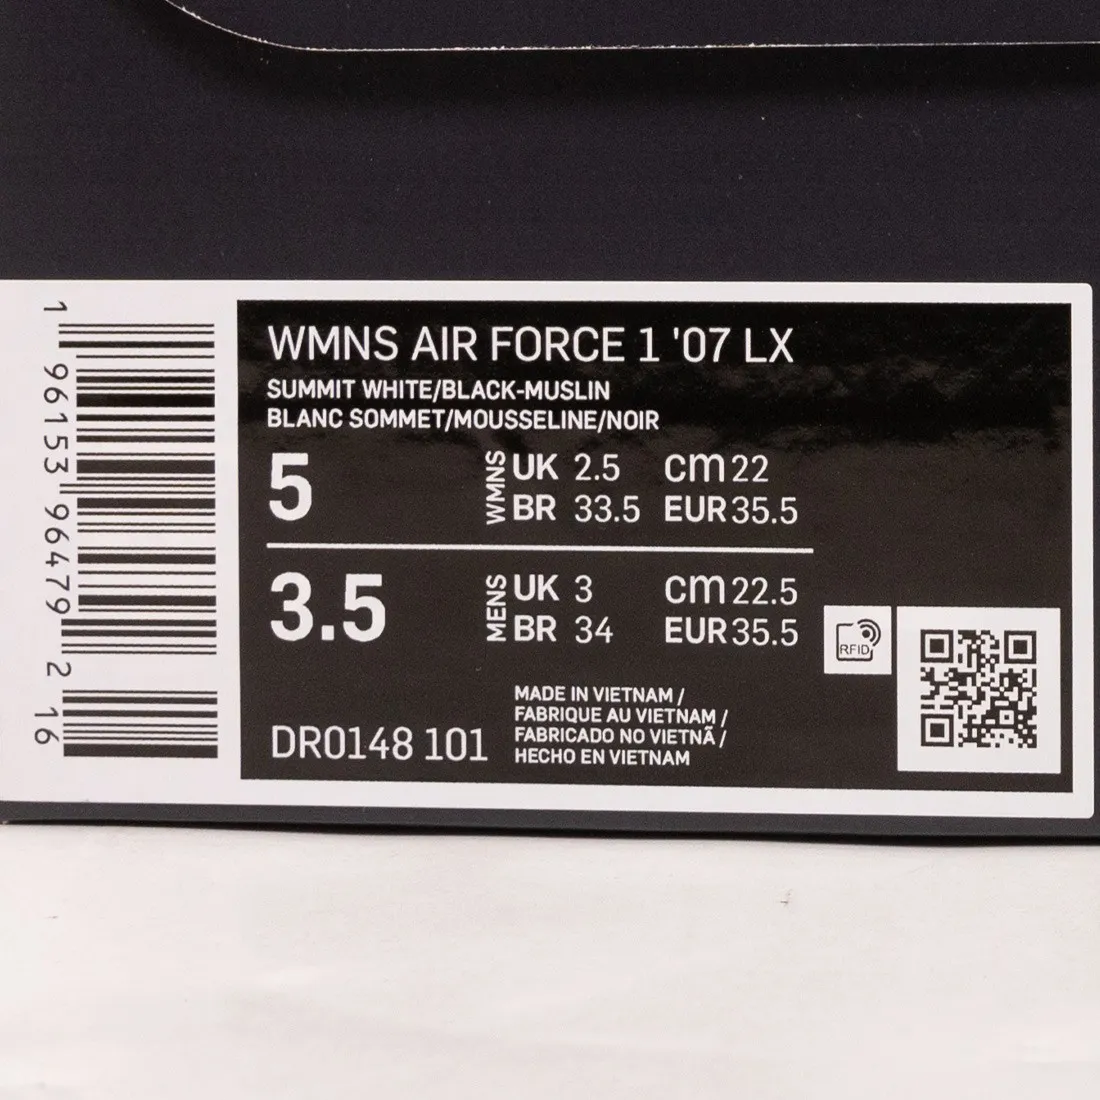 1 96153 96479 2 16
WMNS AIR FORCE 1 '07 LX
SUMMIT WHITE/BLACK-MUSLIN
BLANC SOMMET/MOUSSELINE/NOIR
5 WMNS UK 2.5 cm 22
BR 33.5 EUR 35.5
3.5 MENS UK 3 cm 22.5
BR 34 EUR 35.5
RFID
MADE IN VIETNAM /
FABRIQUE AU VIETNAM /
FABRICADO NO VIETNÃ /
HECHO EN VIETNAM
DR0148 101